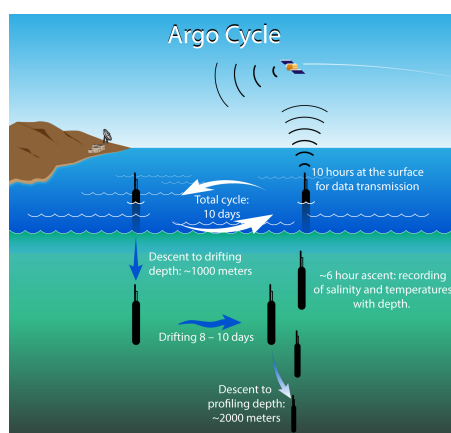 Argo Cycle
10 hours at the surface
for data transmission
Total cycle:
10 days
Descent to drifting
depth: ~1000 meters
~6 hour ascent: recording
of salinity and temperatures
with depth.
Drifting 8 – 10 days
Descent to
profiling depth:
~2000 meters